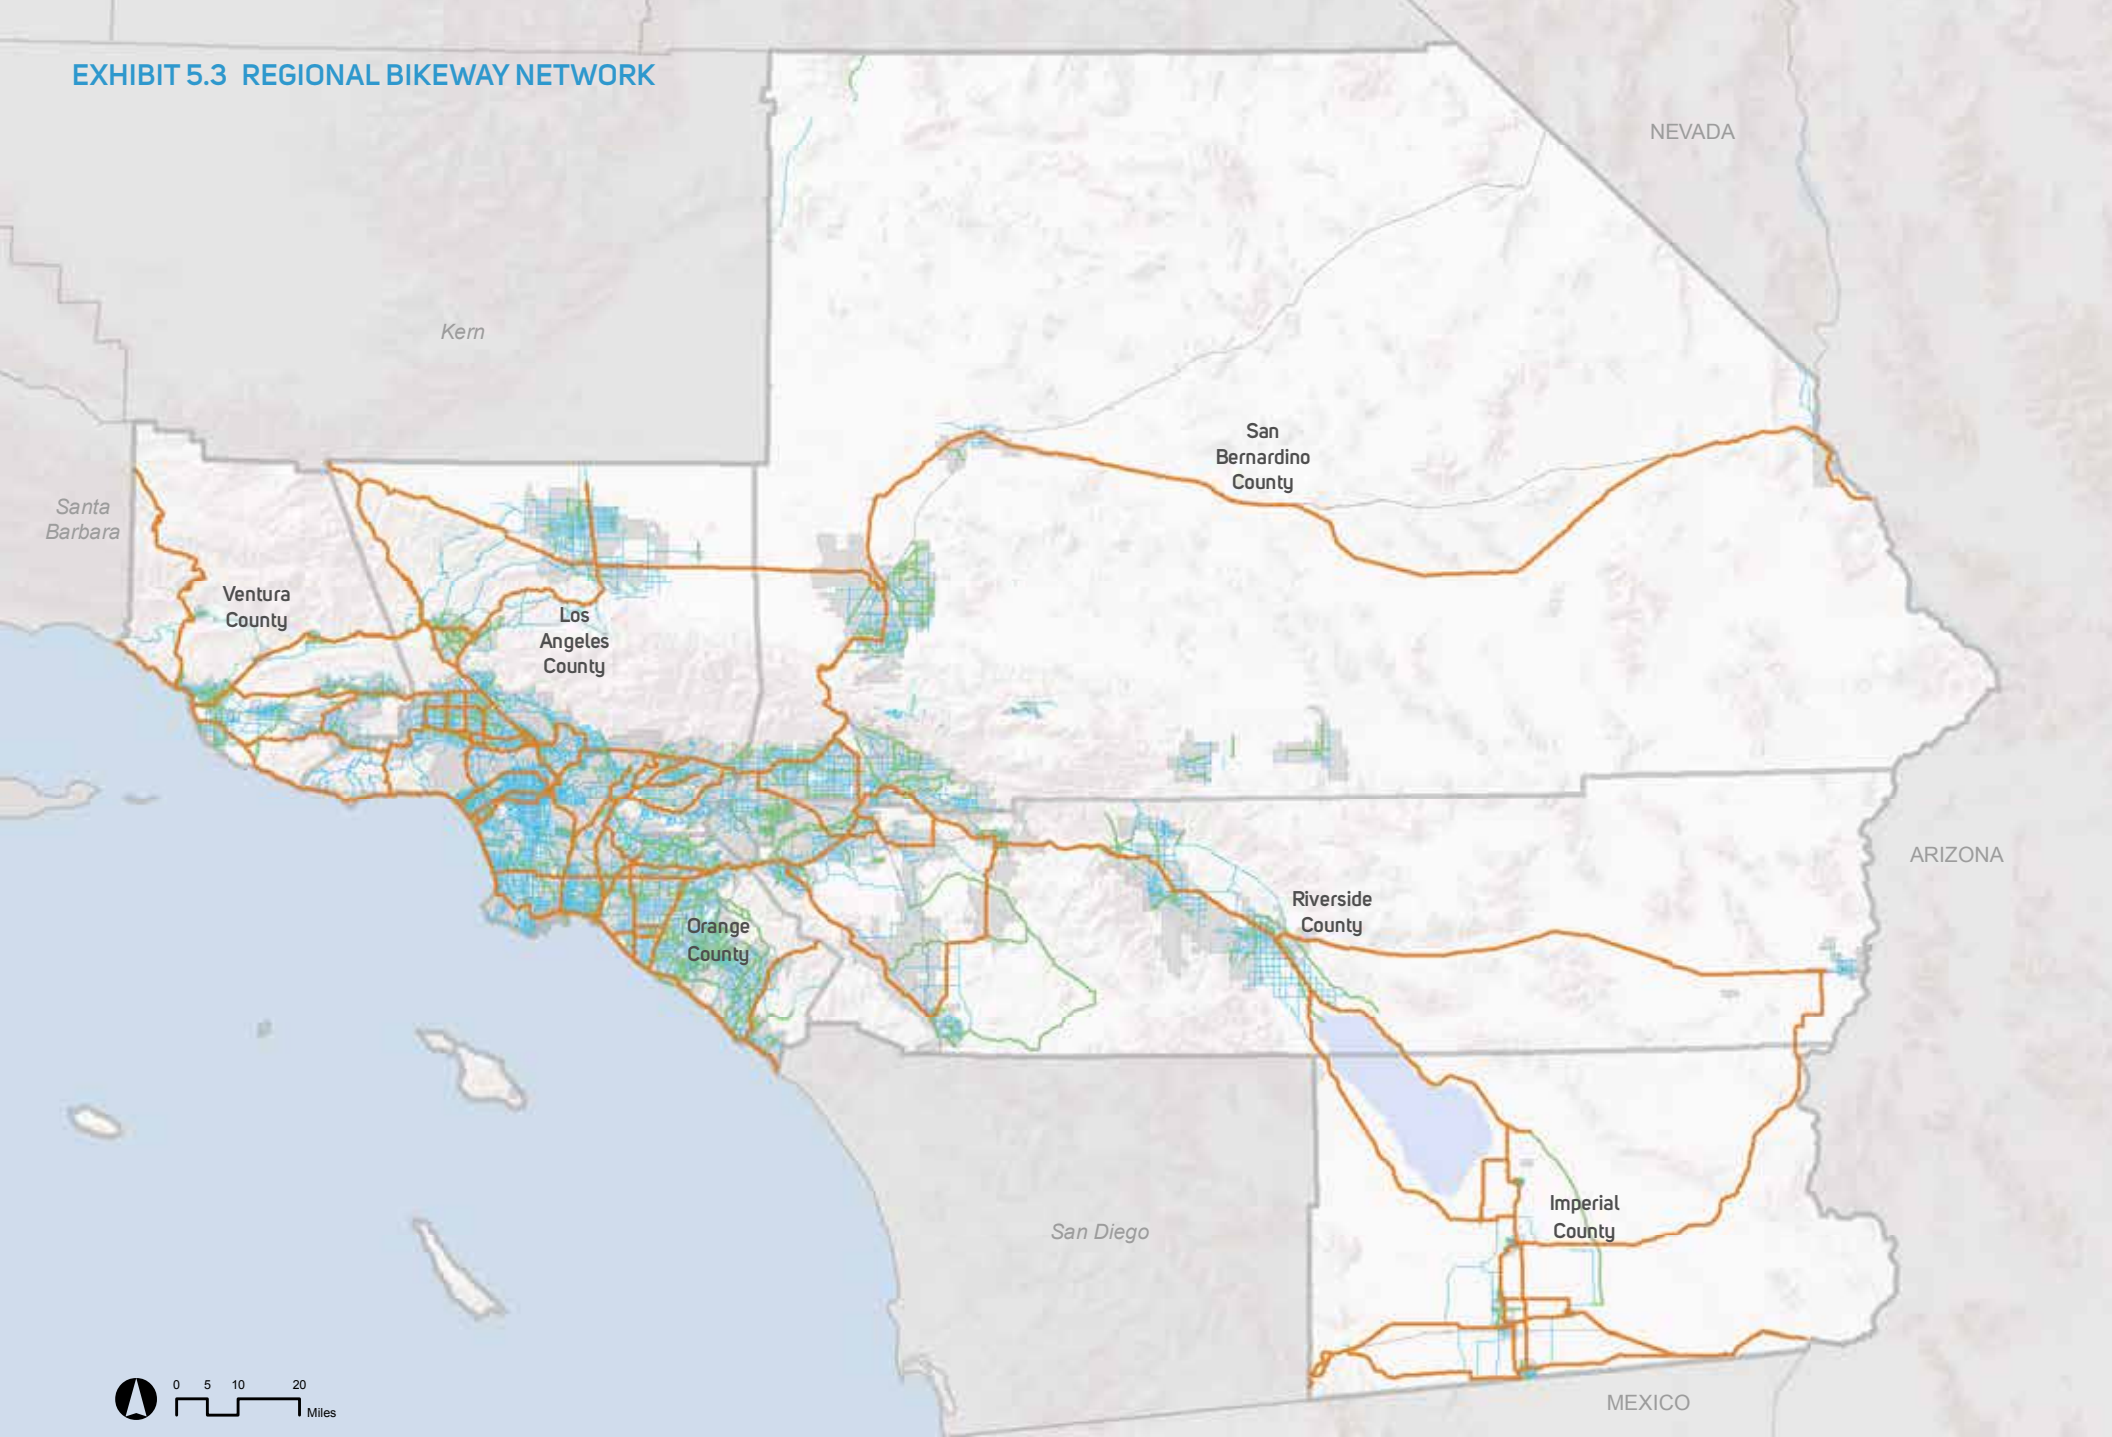 EXHIBIT 5.3 REGIONAL BIKEWAY NETWORK
NEVADA
Kern
San
Bernardino
County
Santa
Barbara
Ventura
County
Los
Angeles
County
ARIZONA
Riverside
County
Orange
County
Imperial
County
San Diego
0 5 10 20
Miles
MEXICO